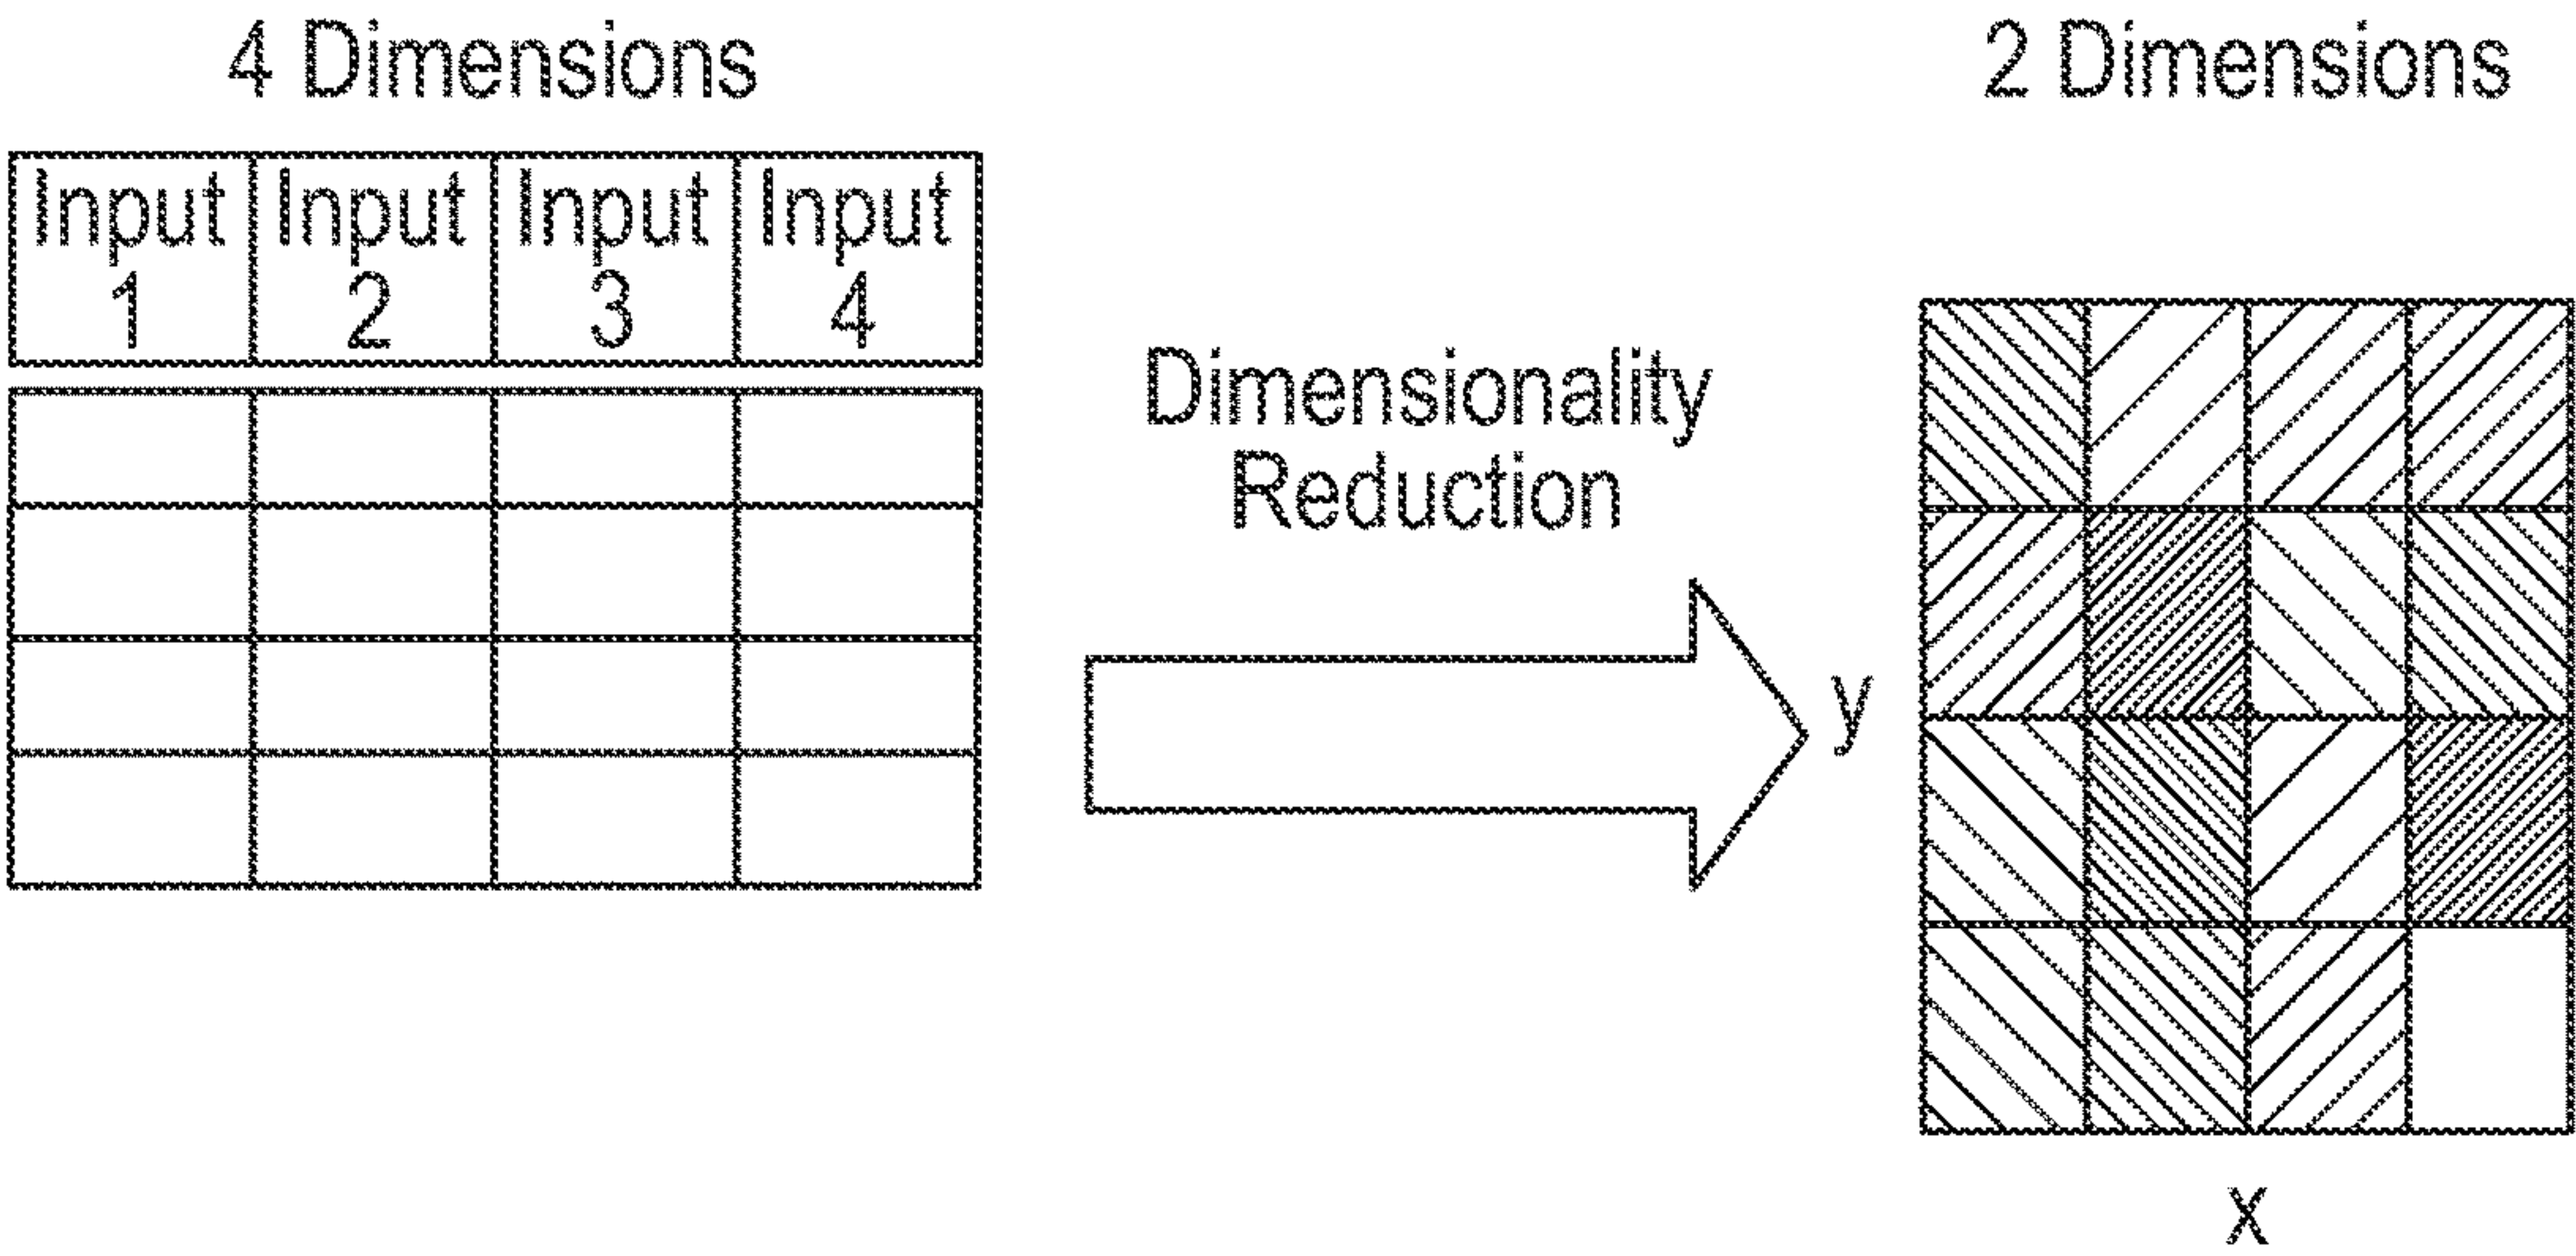 4 Dimensions
2 Dimensions
Input 1
Input 2
Input 3
Input 4
Dimensionality
Reduction
y
x